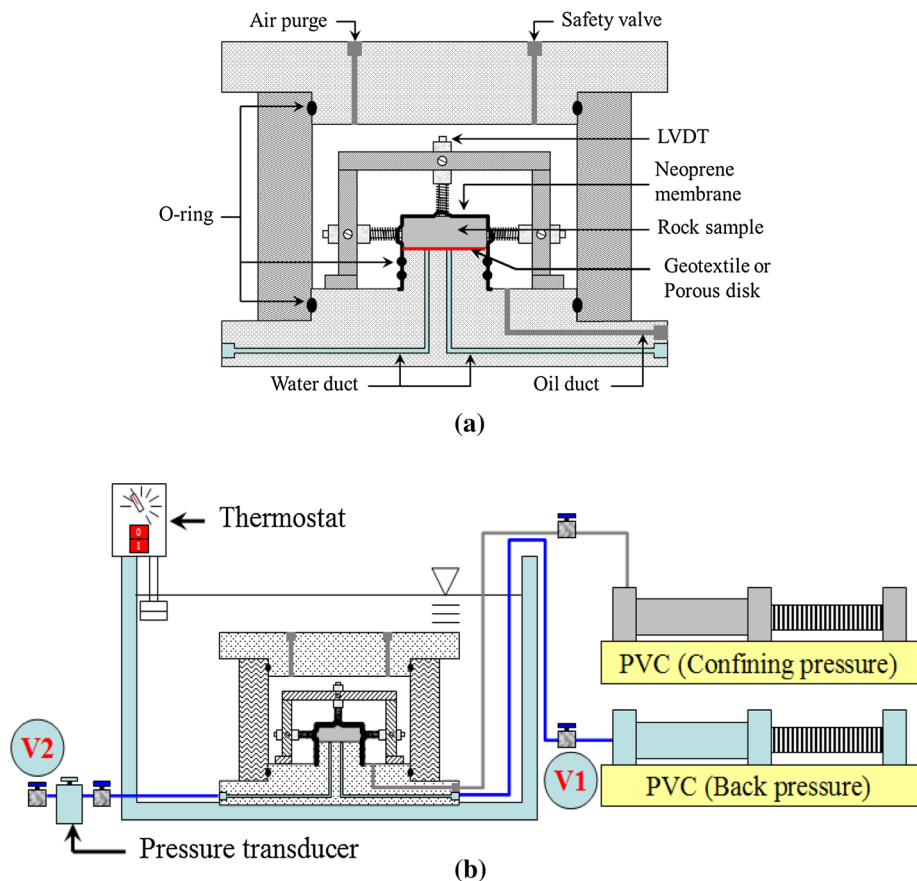 Air purge
Safety valve
LVDT
Neoprene
membrane
O-ring
Rock sample
Geotextile or
Porous disk
Water duct
Oil duct
(a)
0
1
Thermostat
PVC (Confining pressure)
V2
V1
PVC (Back pressure)
Pressure transducer
(b)